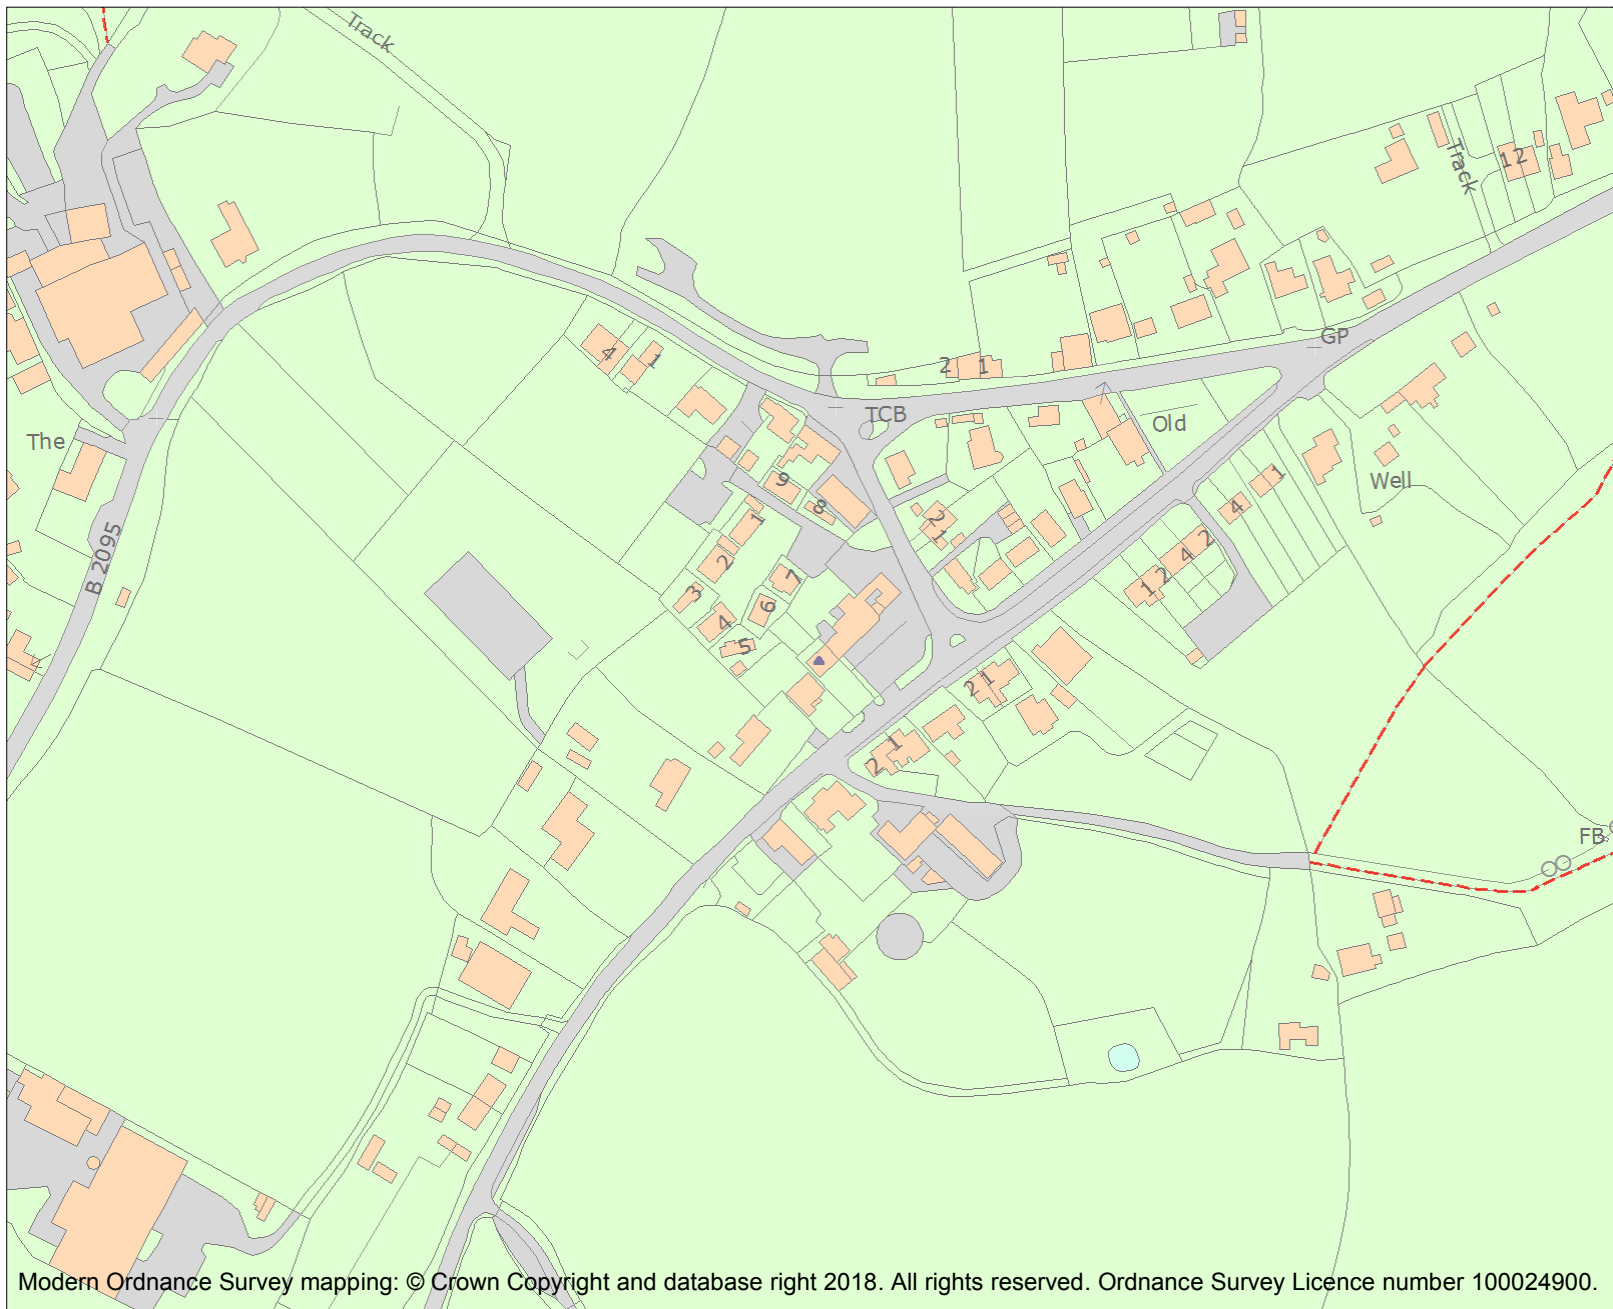 Track
Track
1 2
GP
2 1
4 1
TCB
Old
The
Well
9
8
1
4 1
2 1
B 2095
2
7
3
6
4
5
1 2 4 2
2 1
1
2
FB
Modern Ordnance Survey mapping: © Crown Copyright and database right 2018. All rights reserved. Ordnance Survey Licence number 100024900.